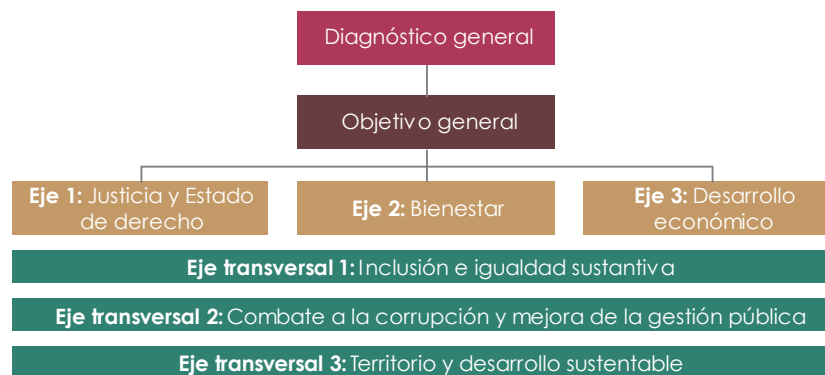 Diagnóstico general
Objetivo general
Eje 1: Justicia y Estado
de derecho
Eje 2: Bienestar
Eje 3: Desarrollo
económico
Eje transversal 1: Inclusión e igualdad sustantiva
Eje transversal 2: Combate a la corrupción y mejora de la gestión pública
Eje transversal 3: Territorio y desarrollo sustentable